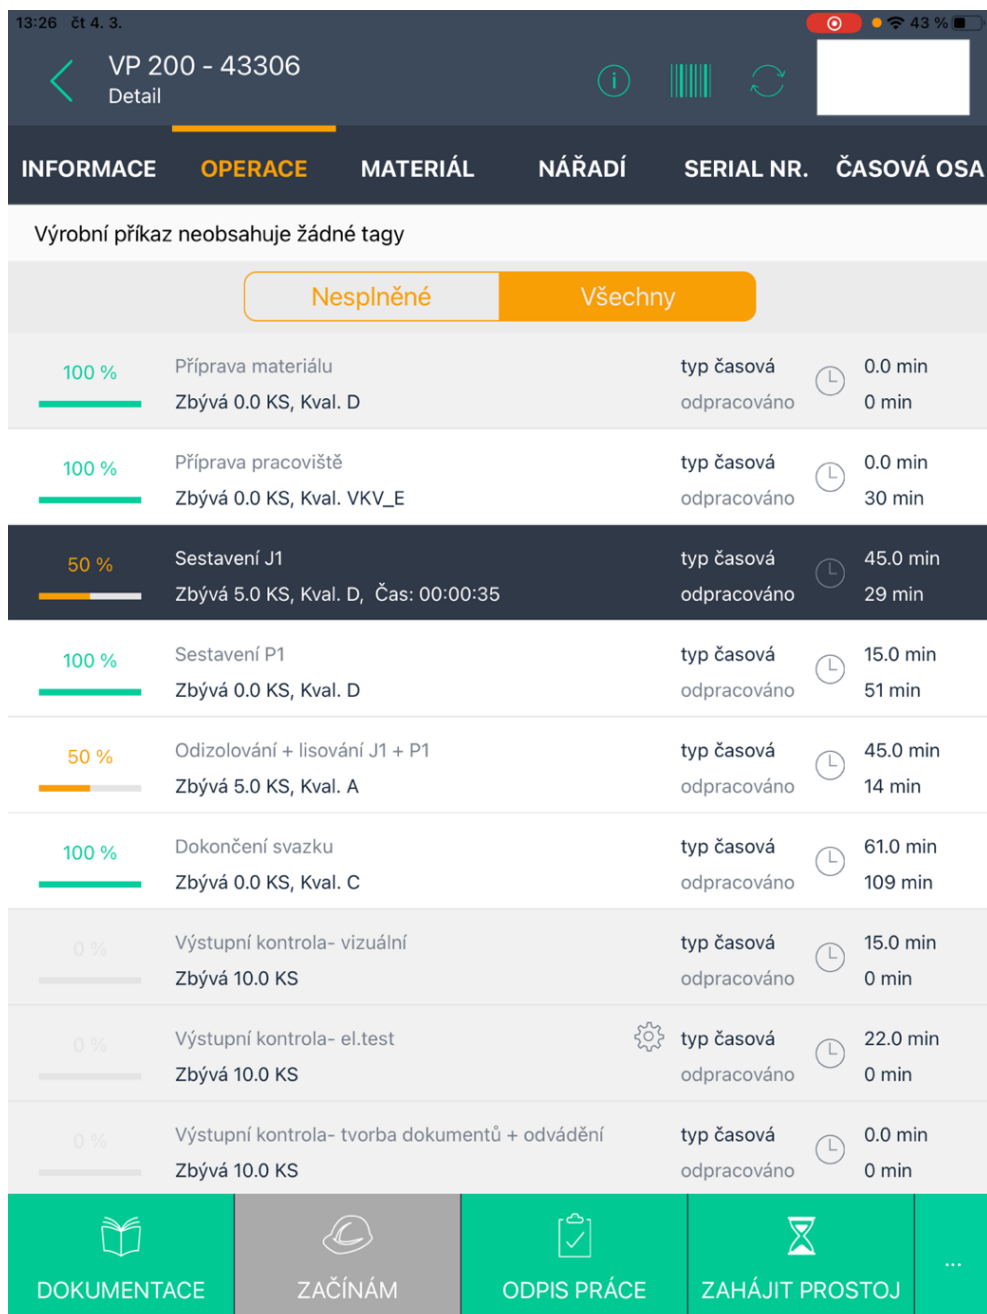 13:26 čt 4. 3.
43 %
VP 200 - 43306
Detail
INFORMACE OPERACE MATERIÁL NÁŘADÍ SERIAL NR. ČASOVÁ OSA
Výrobní příkaz neobsahuje žádné tagy
Nesplněné Všechny
100 % Příprava materiálu typ časová 0.0 min
Zbývá 0.0 KS, Kval. D odpracováno 0 min
100 % Příprava pracoviště typ časová 0.0 min
Zbývá 0.0 KS, Kval. VKV_E odpracováno 30 min
50 % Sestavení J1 typ časová 45.0 min
Zbývá 5.0 KS, Kval. D, Čas: 00:00:35 odpracováno 29 min
100 % Sestavení P1 typ časová 15.0 min
Zbývá 0.0 KS, Kval. D odpracováno 51 min
50 % Odizolování + lisování J1 + P1 typ časová 45.0 min
Zbývá 5.0 KS, Kval. A odpracováno 14 min
100 % Dokončení svazku typ časová 61.0 min
Zbývá 0.0 KS, Kval. C odpracováno 109 min
0 % Výstupní kontrola- vizuální typ časová 15.0 min
Zbývá 10.0 KS odpracováno 0 min
0 % Výstupní kontrola- el.test typ časová 22.0 min
Zbývá 10.0 KS odpracováno 0 min
0 % Výstupní kontrola- tvorba dokumentů + odvádění typ časová 0.0 min
Zbývá 10.0 KS odpracováno 0 min
DOKUMENTACE ZAČÍNÁM ODPIS PRÁCE ZAHÁJIT PROSTOJ ...